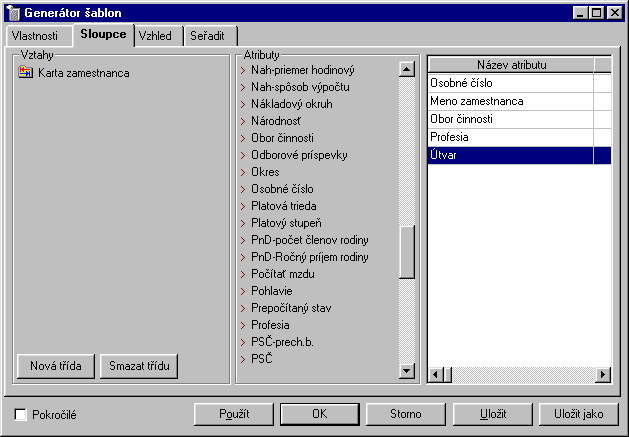 Generátor šablon
Vlastnosti
Sloupce
Vzhled
Seřadit
Vztahy
Karta zamestnanca
Nová třída
Smazat třídu
Atributy
Nah-priemer hodinový
Nah-spôsob výpočtu
Nákladový okruh
Národnosť
Obor činnosti
Odborové príspevky
Okres
Osobné číslo
Platová trieda
Platový stupeň
PnD-počet členov rodiny
PnD-Ročný príjem rodiny
Počítať mzdu
Pohlavie
Prepočítaný stav
Profesia
PSČ-prech.b.
PSČ
Název atributu
Osobné číslo
Meno zamestnanca
Obor činnosti
Profesia
Útvar
Pokročilé
Použít
OK
Storno
Uložit
Uložit jako